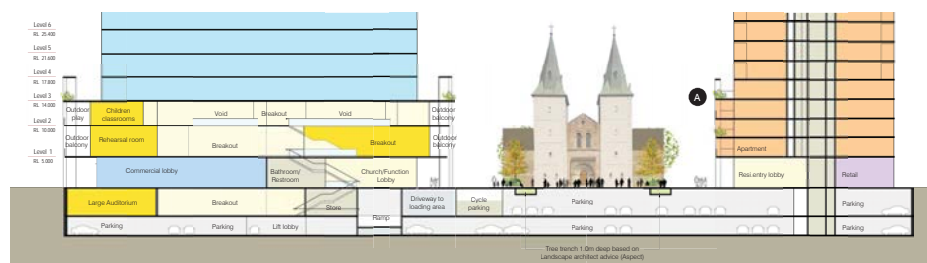 Level 6
RL 25.400
Level 5
RL 21.600
Level 4
RL 17.800
Level 3
RL 14.000
Level 2
RL 10.000
Level 1
RL 5.000
Outdoor
play
Children
classrooms
Void
Breakout
Void
Outdoor
balcony
Outdoor
balcony
Rehearsal room
Breakout
Breakout
Outdoor
balcony
Commercial lobby
Bathroom/
Restroom
Church/Function
Lobby
A
Apartment
Resi.entry lobby
Retail
Large Auditorium
Breakout
Store
Driveway to
loading area
Cycle
parking
Parking
Parking
Ramp
Parking
Parking
Lift lobby
Parking
Parking
Tree trench 1.0m deep based on
Landscape architect advice (Aspect)